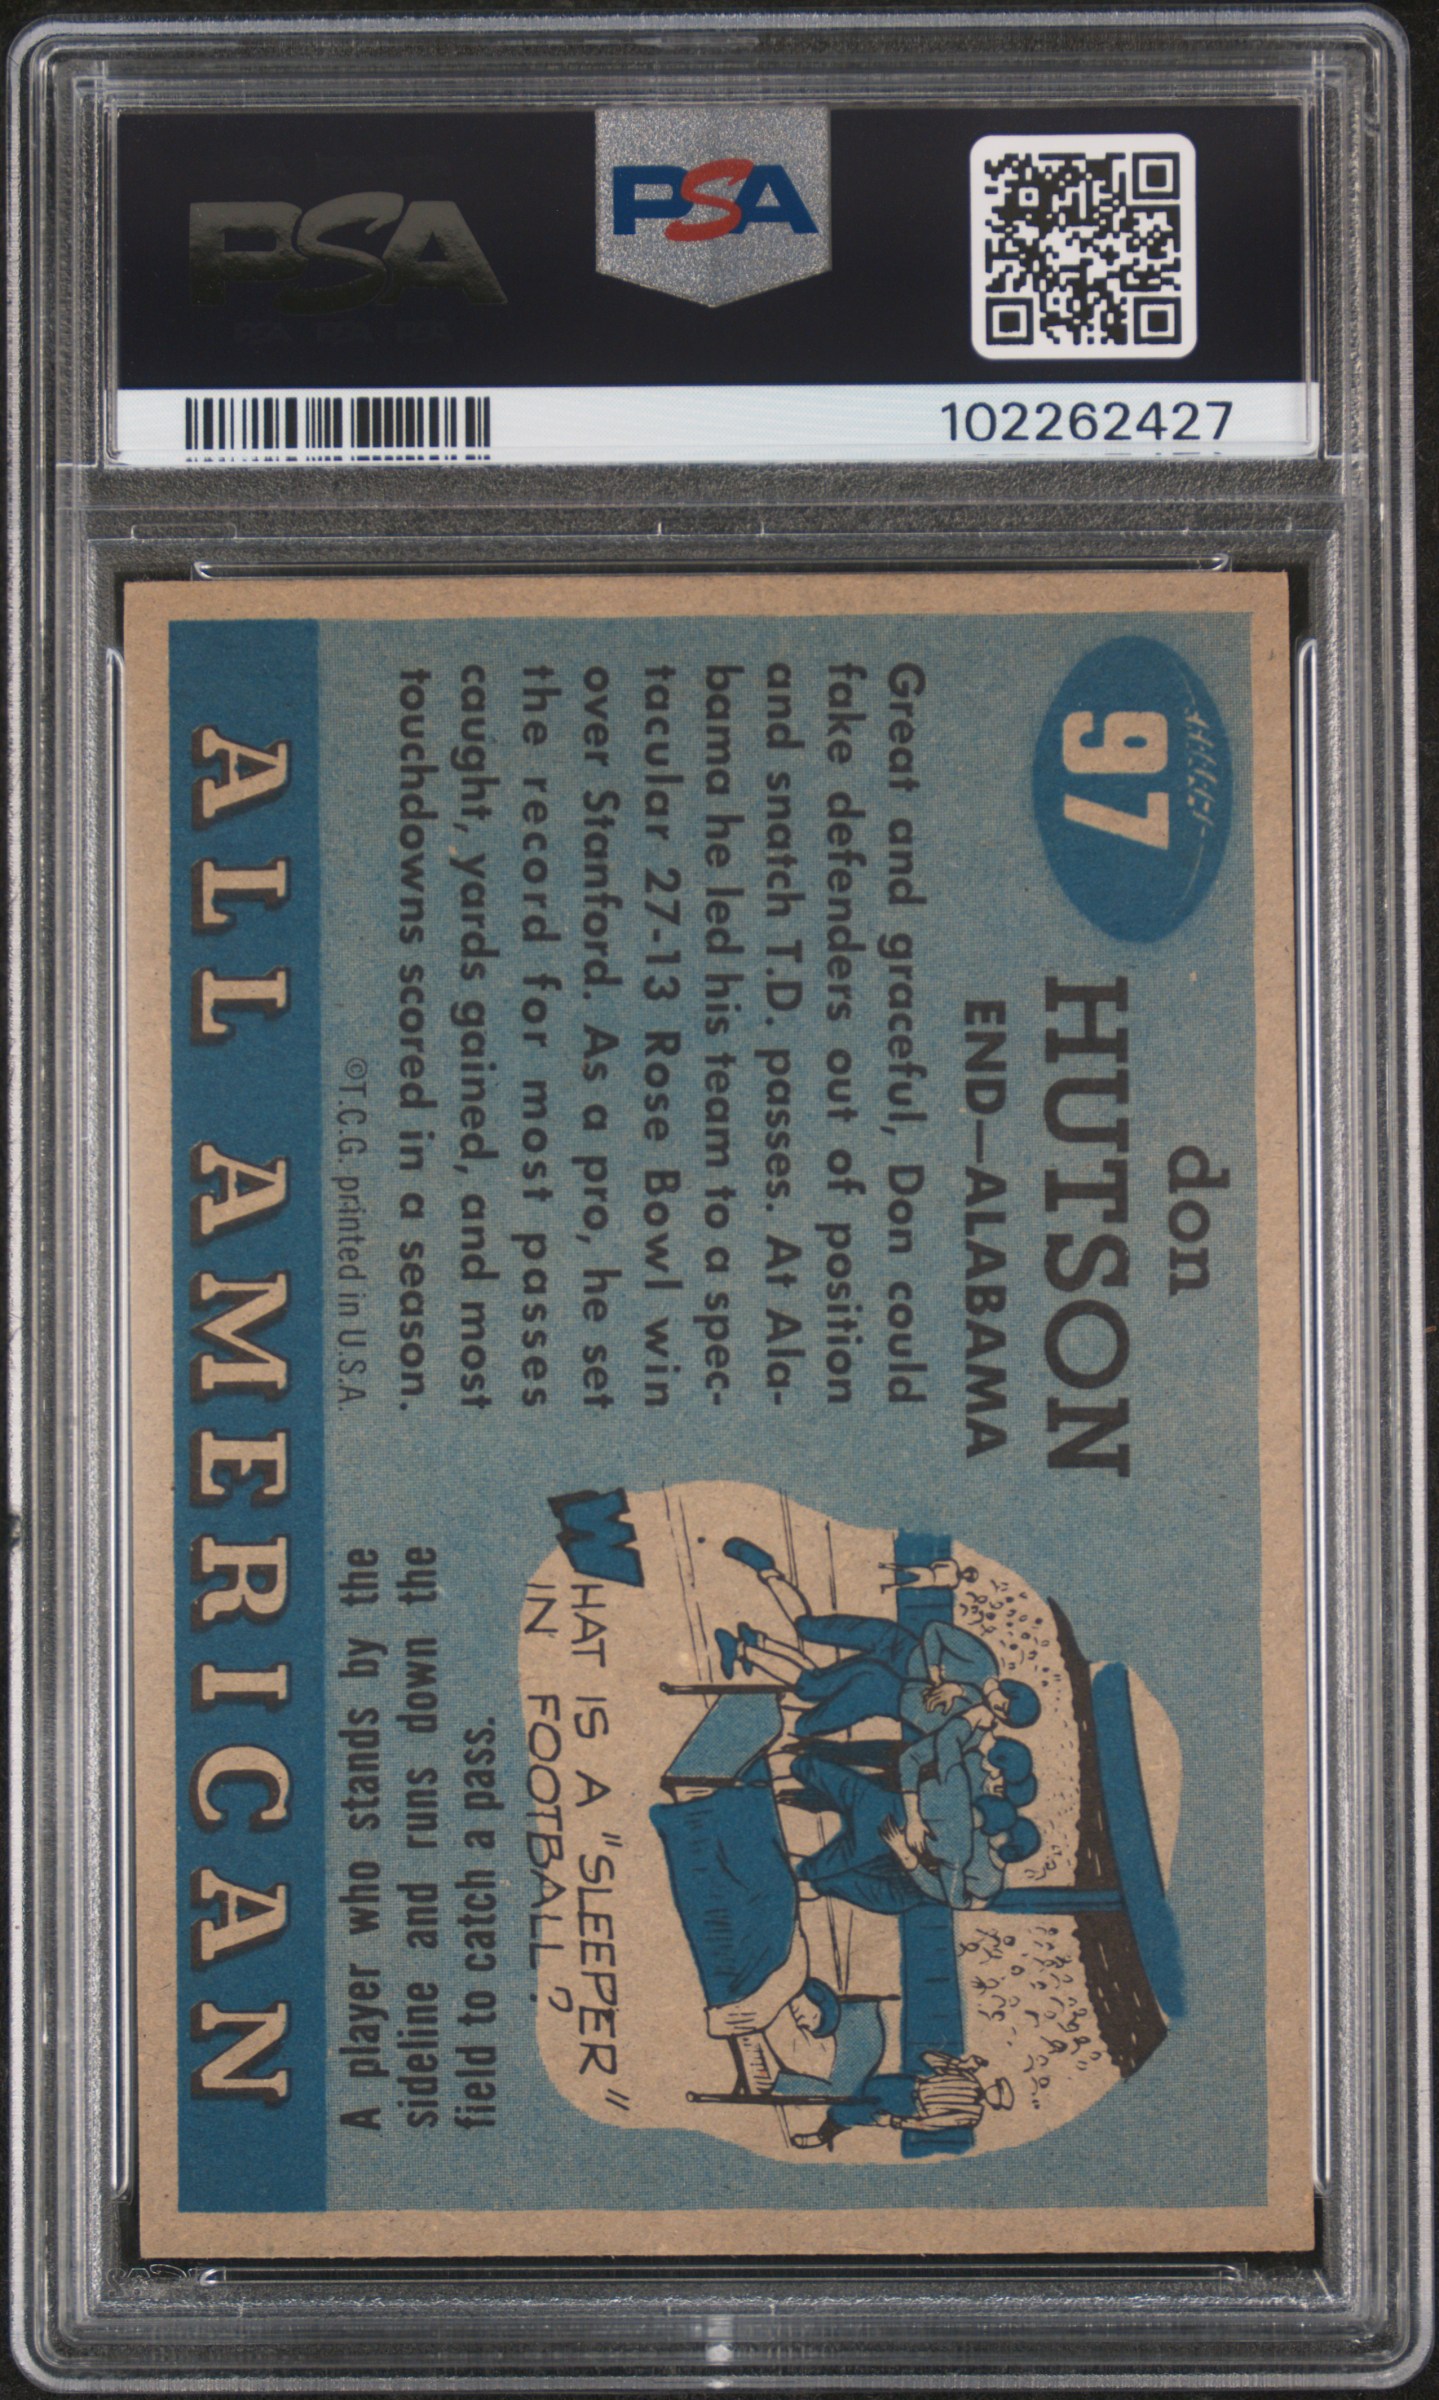 PSA
PSA
102262427
97
don
HUTSON
END—ALABAMA
Great and graceful, Don could
fake defenders out of position
and snatch T.D. passes. At Ala-
bama he led his team to a spec-
tacular 27-13 Rose Bowl win
over Stanford. As a pro, he set
the record for most passes
caught, yards gained, and most
touchdowns scored in a season.
©T.C.G. printed in U.S.A.
WHAT IS A "SLEEPER"
IN FOOTBALL?
A player who stands by the
sideline and runs down the
field to catch a pass.
ALL AMERICAN